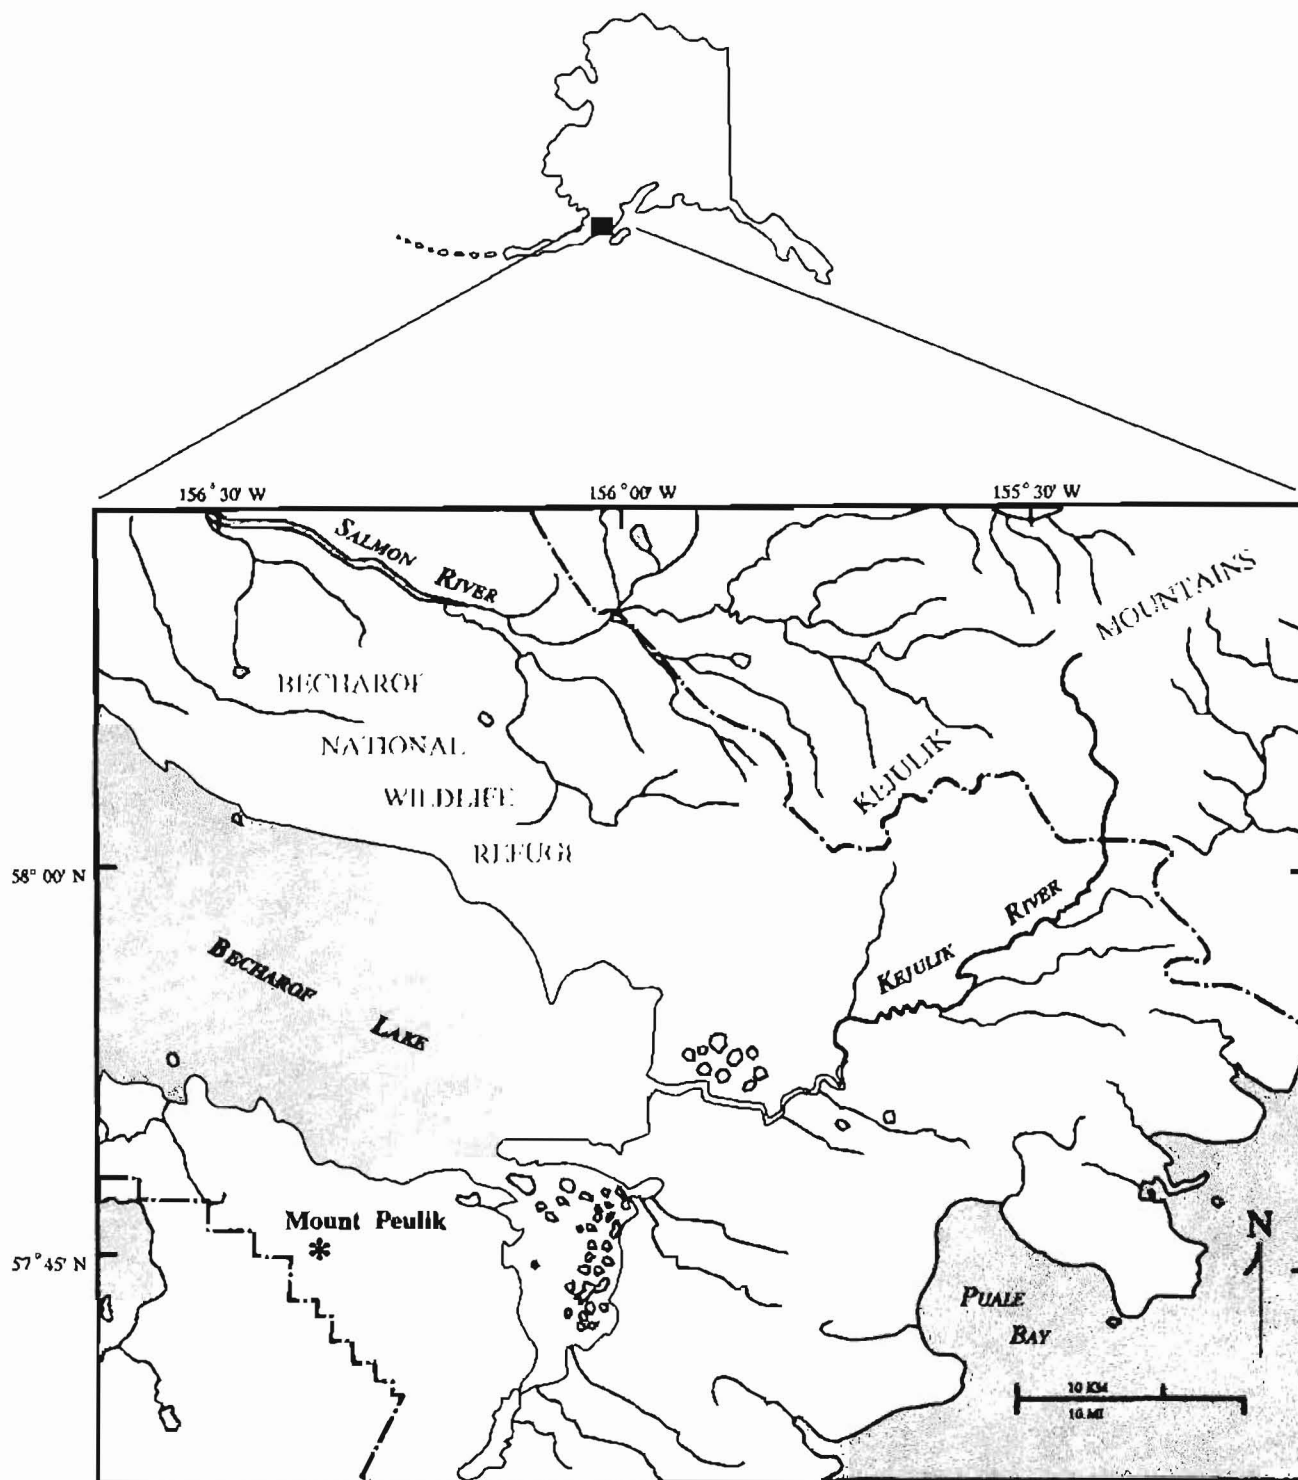 156° 30' W
156° 00' W
155° 30' W
SALMON RIVER
MOUNTAINS
BECHAROF
NATIONAL
KEJULIK
WILDLIFE
REFUGE
58° 00' N
RIVER
BECHAROF
KEJULIK
LAKE
Mount Peulik
N
57° 45' N
PUALE
BAY
10 KM
10 MI